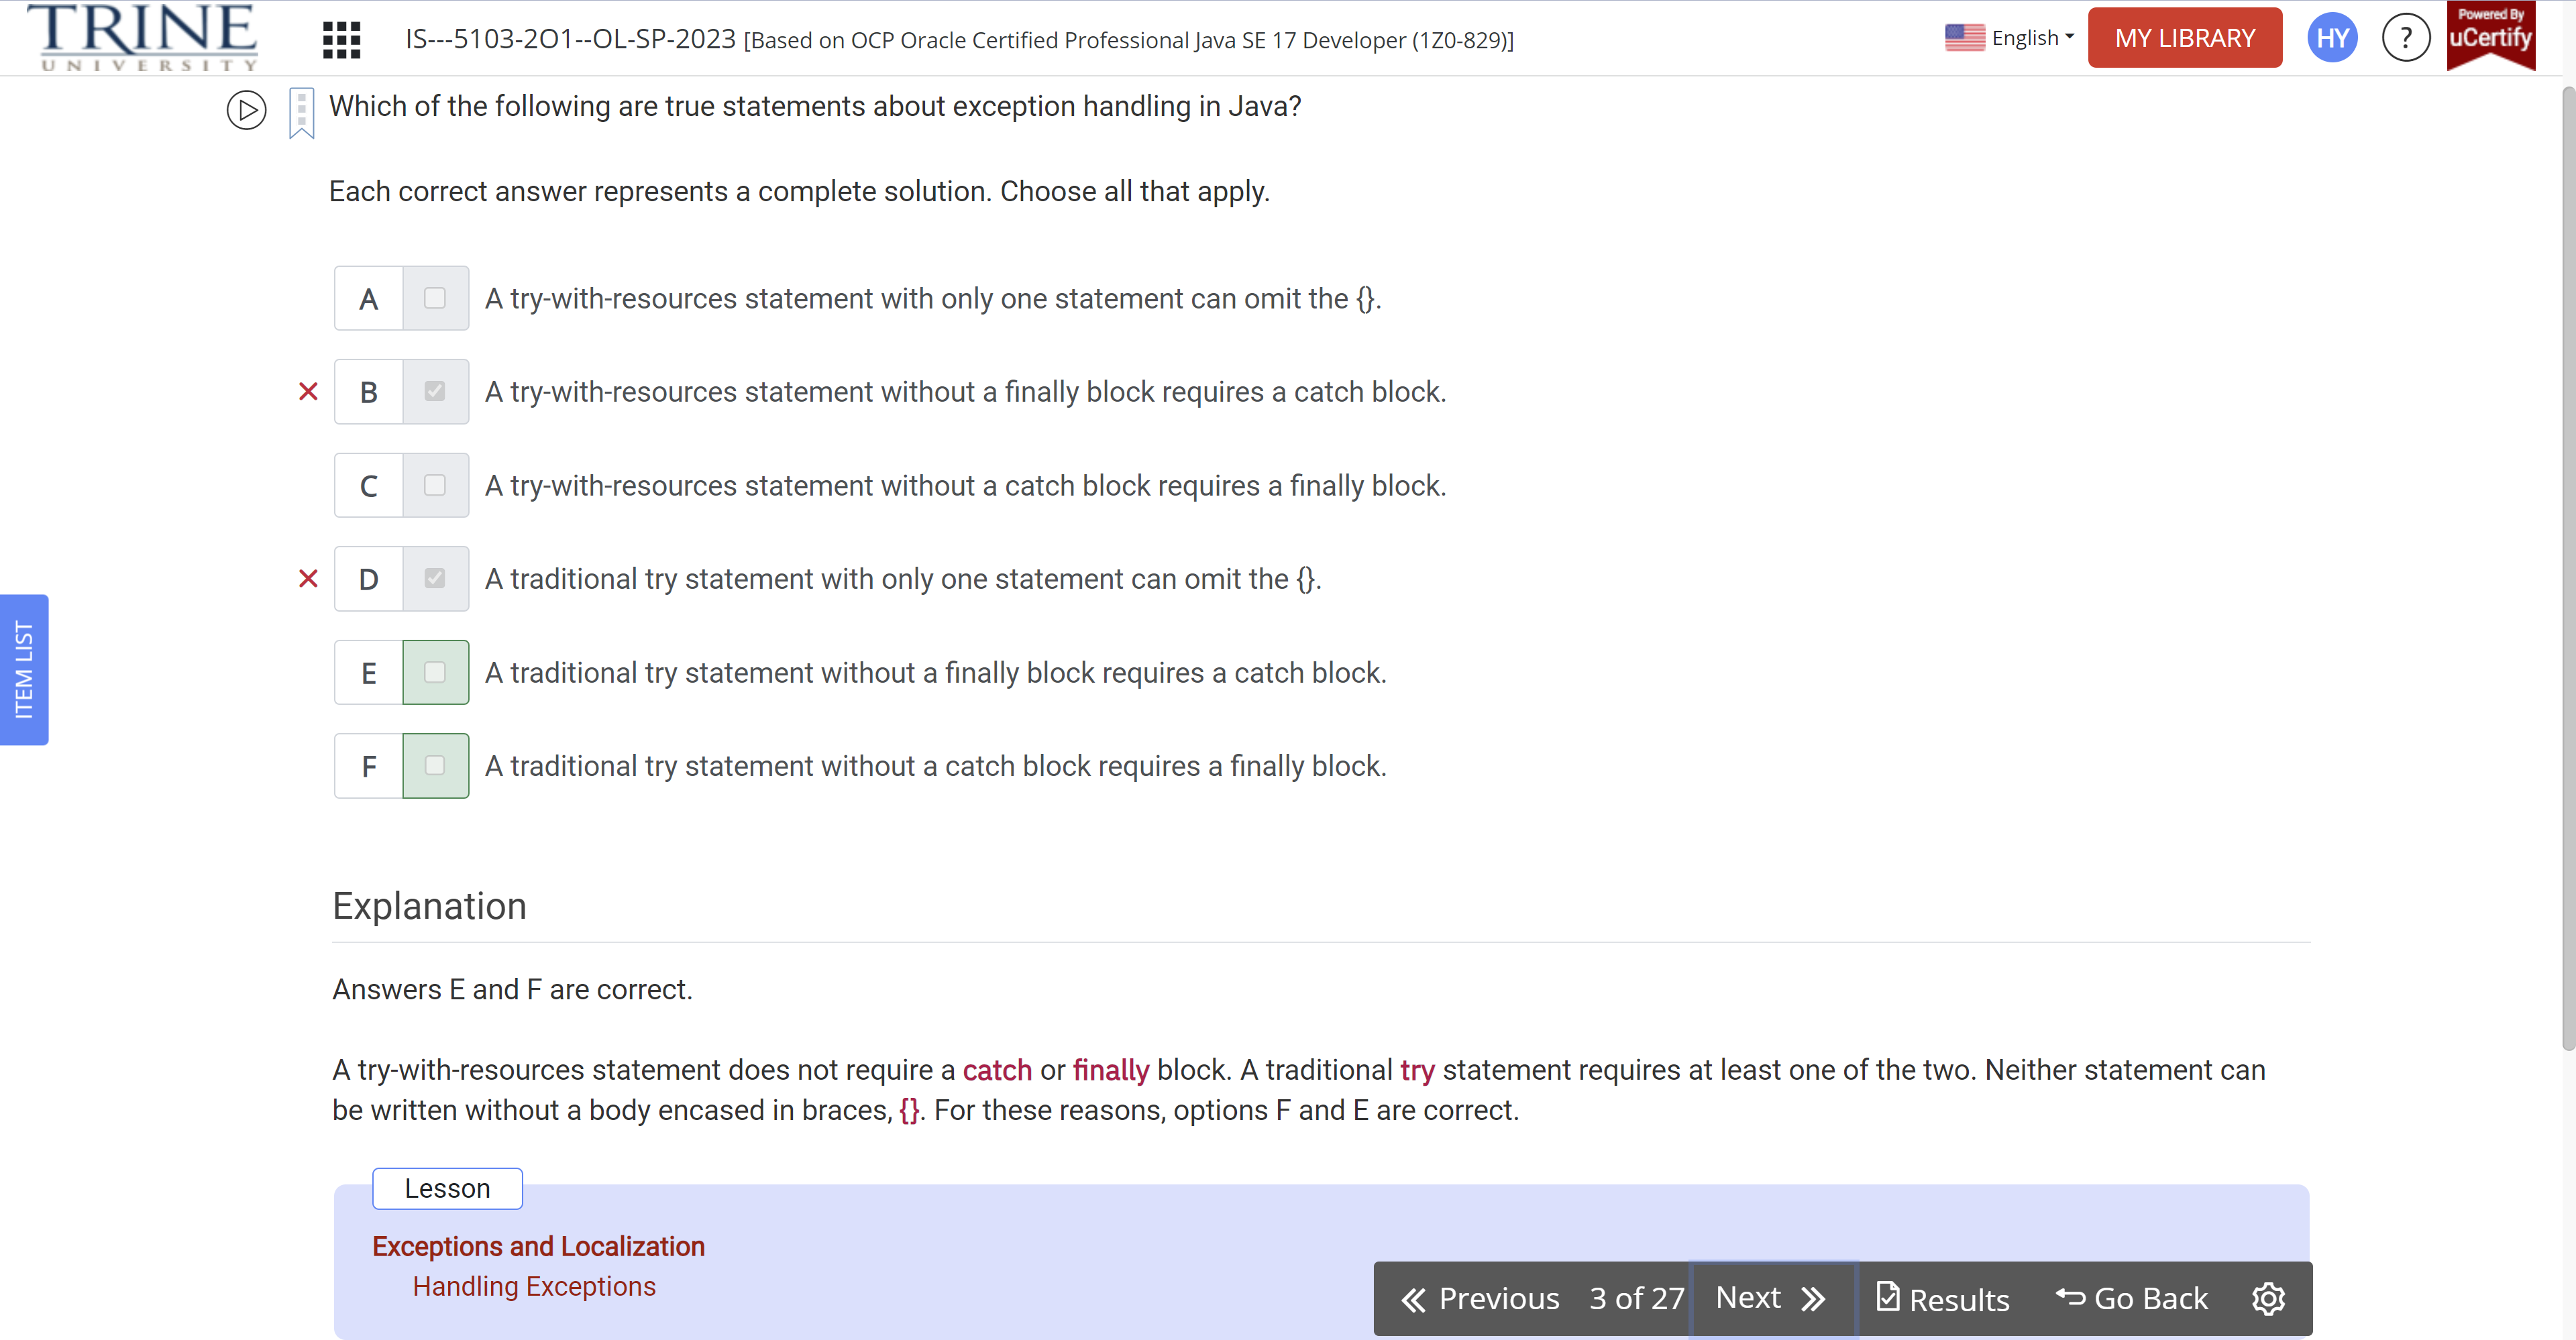 TRINE
UNIVERSITY
IS---5103-2O1--OL-SP-2023 [Based on OCP Oracle Certified Professional Java SE 17 Developer (1Z0-829)]
English
MY LIBRARY
HY
?
Powered By
uCertify
Which of the following are true statements about exception handling in Java?
Each correct answer represents a complete solution. Choose all that apply.
A A try-with-resources statement with only one statement can omit the {}.
B A try-with-resources statement without a finally block requires a catch block.
C A try-with-resources statement without a catch block requires a finally block.
D A traditional try statement with only one statement can omit the {}.
E A traditional try statement without a finally block requires a catch block.
F A traditional try statement without a catch block requires a finally block.
ITEM LIST
Explanation
Answers E and F are correct.
A try-with-resources statement does not require a catch or finally block. A traditional try statement requires at least one of the two. Neither statement can
be written without a body encased in braces, {}. For these reasons, options F and E are correct.
Lesson
Exceptions and Localization
Handling Exceptions
Previous 3 of 27 Next Results Go Back